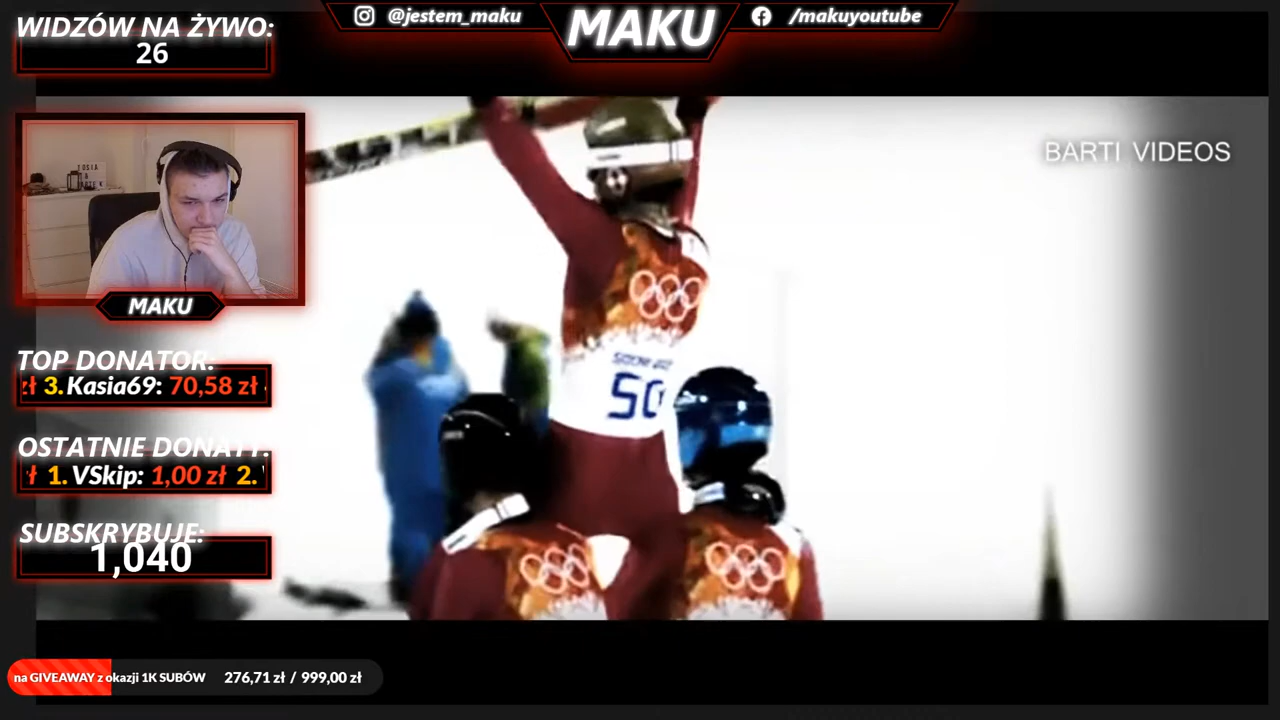 WIDZÓW NA ŻYWO:
26
@jestem_maku
MAKU
/makuyoutube
BARTI VIDEOS
MAKU
TOP DONATOR:
zł 3. Kasia69: 70,58 zł
OSTATNIE DONATY:
ł 1. VSkip: 1,00 zł 2.
SUBSKRYBUJE:
1,040
50
na GIVEAWAY z okazji 1K SUBÓW 276,71 zł / 999,00 zł